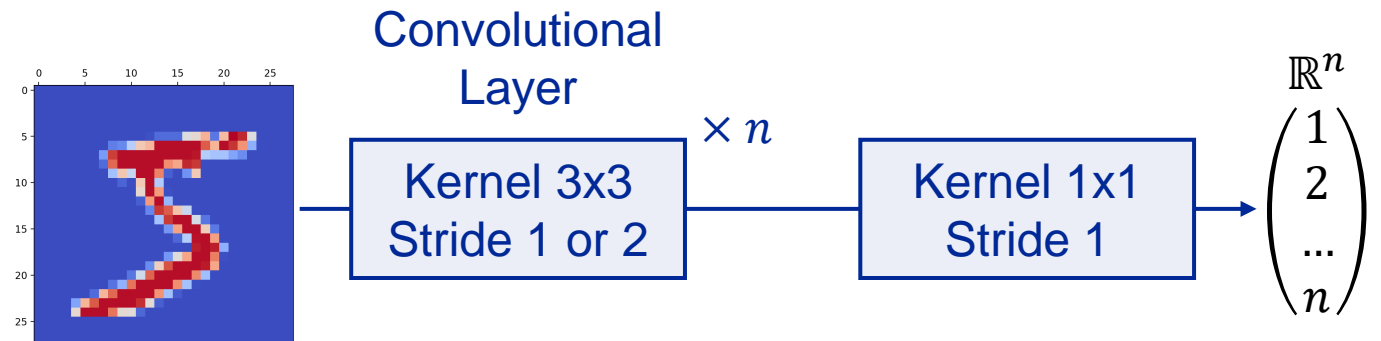 Convolutional
Layer
0 5 10 15 20 25
0
5
10
15
20
25
Kernel 3x3
Stride 1 or 2
× n
Kernel 1x1
Stride 1
ℝⁿ
1
2
...
n